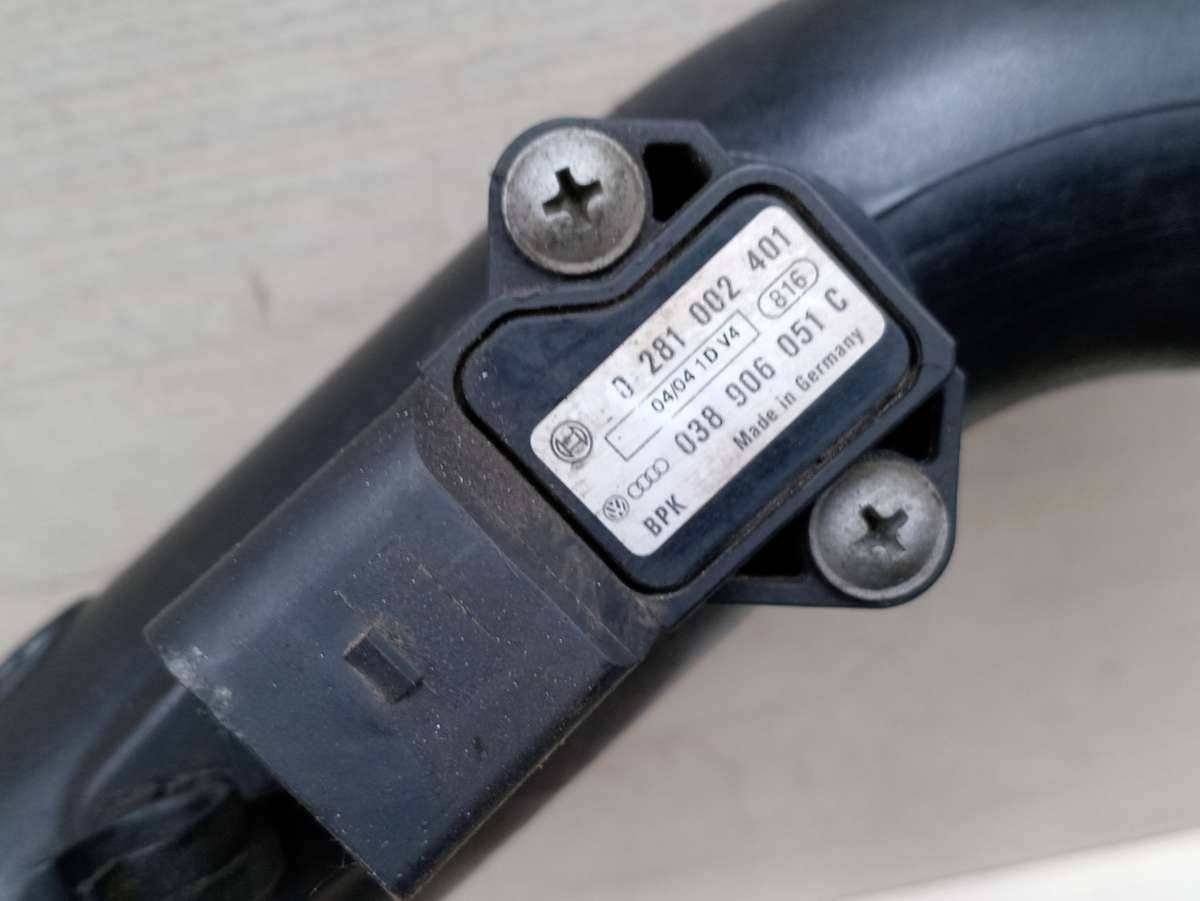 0 281 002 401
04/04 1D V4
816
038 906 051 C
Made in Germany
BPK